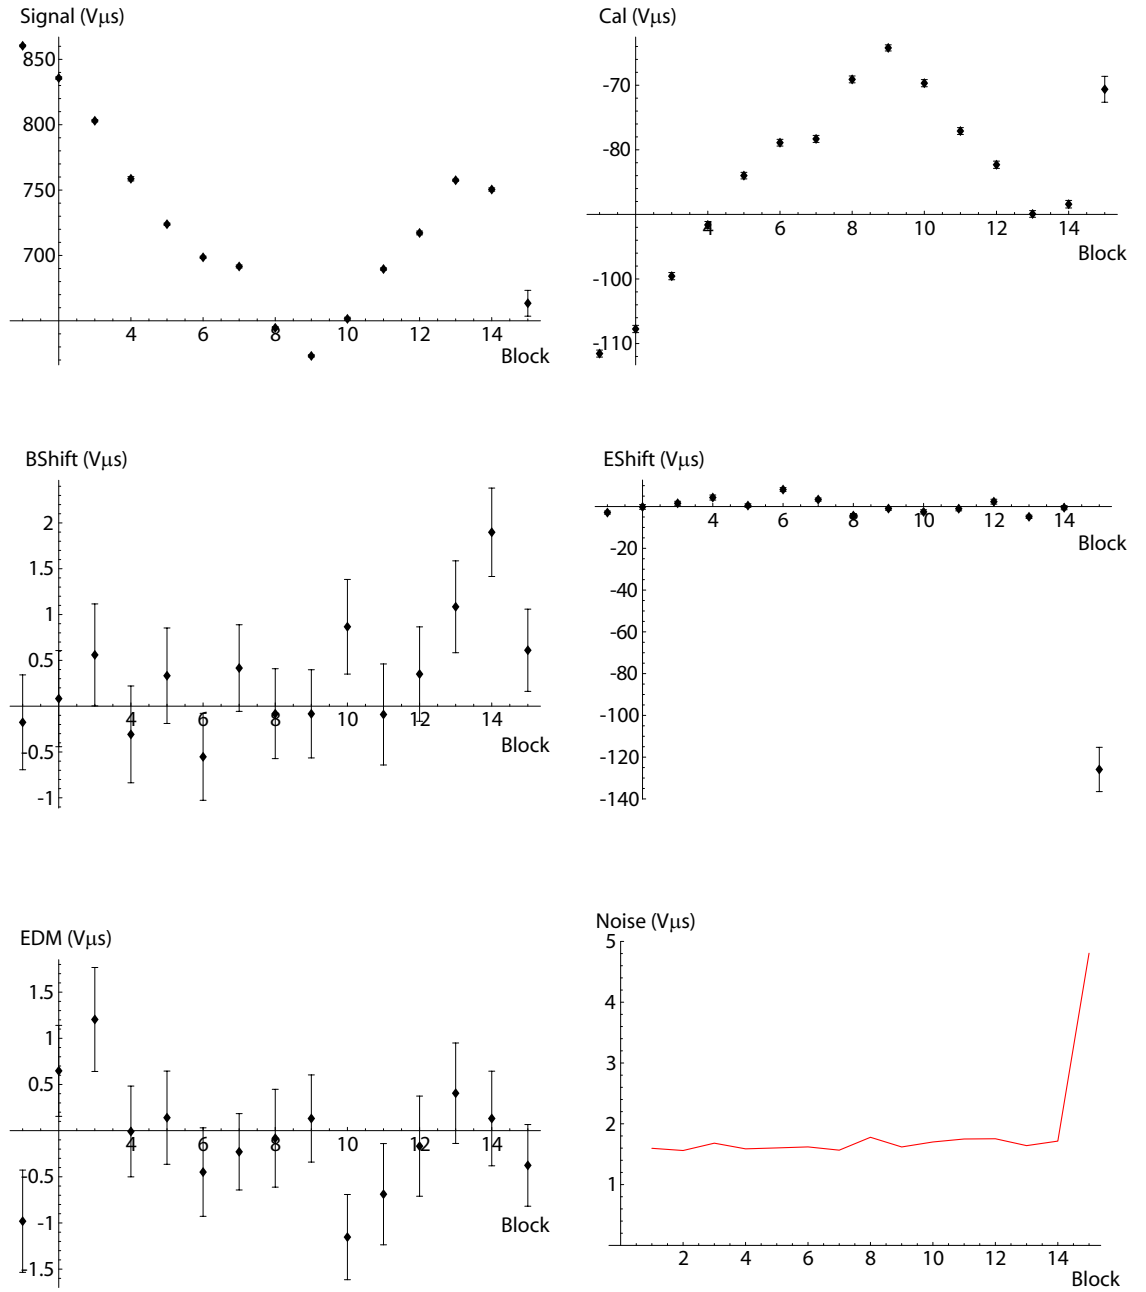 Signal (Vμs)
850
800
750
700
4 6 8 10 12 14
Block
Cal (Vμs)
-70
-80
4 6 8 10 12 14
Block
-100
-110
BShift (Vμs)
2
1.5
1
0.5
4 6 8 10 12 14
Block
-0.5
-1
EShift (Vμs)
4 6 8 10 12 14
Block
-20
-40
-60
-80
-100
-120
-140
EDM (Vμs)
1.5
1
0.5
4 6 8 10 12 14
-0.5
Block
-1
-1.5
Noise (Vμs)
5
4
3
2
1
2 4 6 8 10 12 14
Block